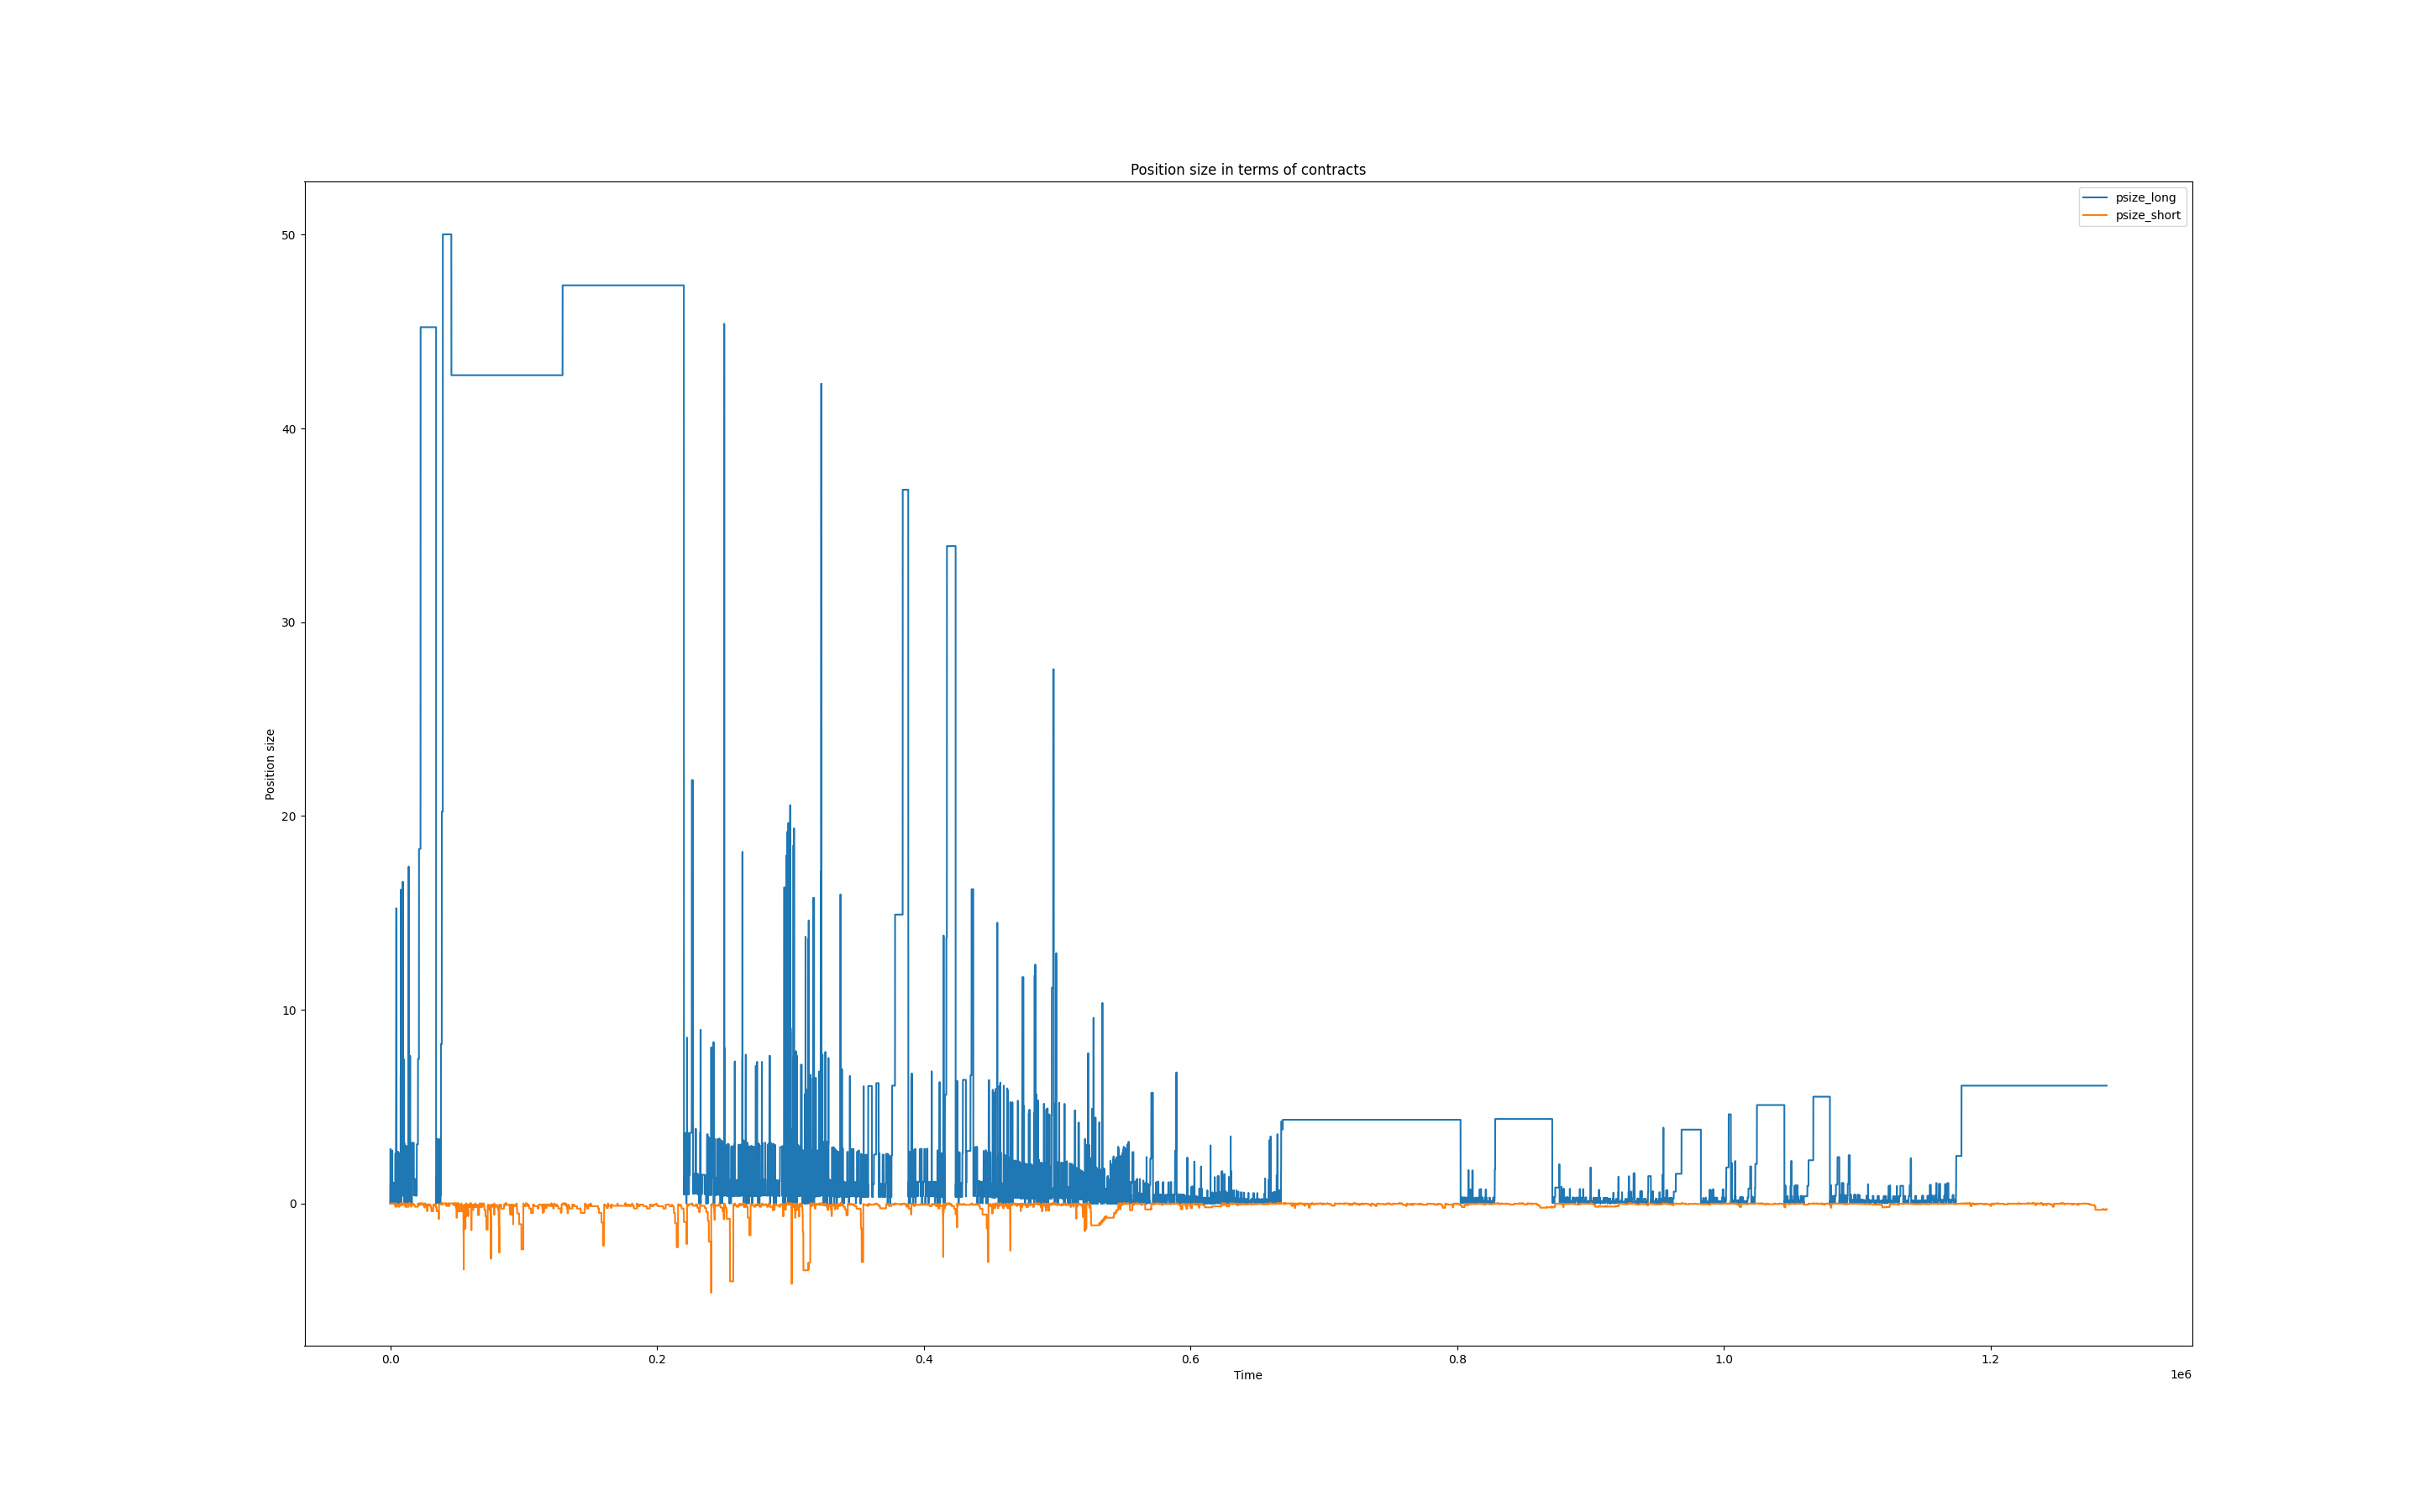 Position size in terms of contracts
psize_long
psize_short
50
40
30
20
10
0
Position size
0.0 0.2 0.4 0.6 0.8 1.0 1.2
Time
1e6